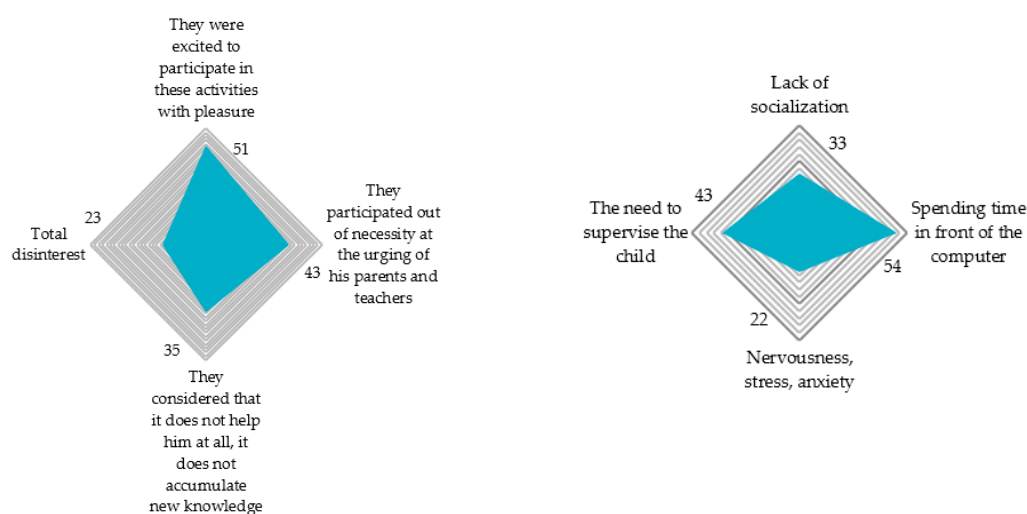 They were
excited to
participate in
these activities
with pleasure
51
They
participated out
of necessity at
the urging of
his parents and
teachers
43
They
considered that
it does not help
him at all, it
does not
accumulate
new knowledge
35
Total
disinterest
23
Lack of
socialization
33
Spending time
in front of the
computer
54
Nervousness,
stress, anxiety
22
The need to
supervise the
child
43